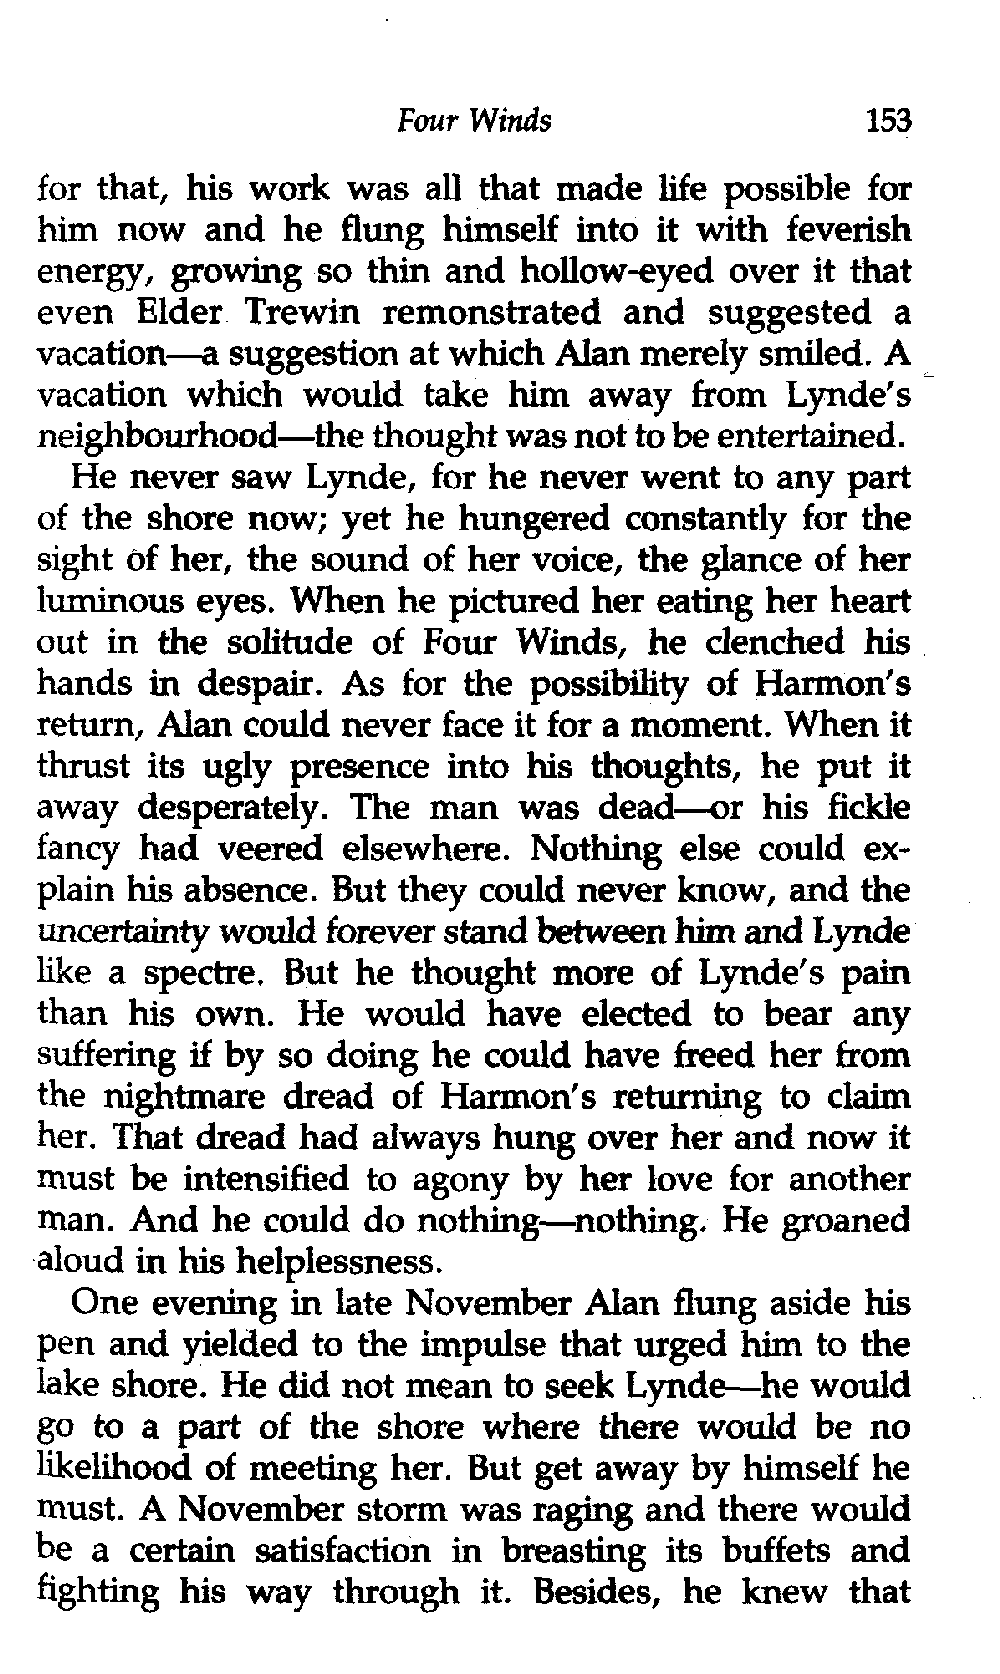 Four Winds 153
for that, his work was all that made life possible for
him now and he flung himself into it with feverish
energy, growing so thin and hollow-eyed over it that
even Elder Trewin remonstrated and suggested a
vacation—a suggestion at which Alan merely smiled. A
vacation which would take him away from Lynde's
neighbourhood—the thought was not to be entertained.
He never saw Lynde, for he never went to any part
of the shore now; yet he hungered constantly for the
sight of her, the sound of her voice, the glance of her
luminous eyes. When he pictured her eating her heart
out in the solitude of Four Winds, he clenched his
hands in despair. As for the possibility of Harmon's
return, Alan could never face it for a moment. When it
thrust its ugly presence into his thoughts, he put it
away desperately. The man was dead—or his fickle
fancy had veered elsewhere. Nothing else could ex-
plain his absence. But they could never know, and the
uncertainty would forever stand between him and Lynde
like a spectre. But he thought more of Lynde's pain
than his own. He would have elected to bear any
suffering if by so doing he could have freed her from
the nightmare dread of Harmon's returning to claim
her. That dread had always hung over her and now it
must be intensified to agony by her love for another
man. And he could do nothing—nothing. He groaned
aloud in his helplessness.
One evening in late November Alan flung aside his
pen and yielded to the impulse that urged him to the
lake shore. He did not mean to seek Lynde—he would
go to a part of the shore where there would be no
likelihood of meeting her. But get away by himself he
must. A November storm was raging and there would
be a certain satisfaction in breasting its buffets and
fighting his way through it. Besides, he knew that